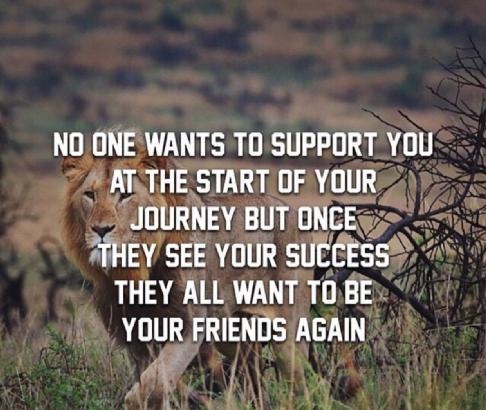 NO ONE WANTS TO SUPPORT YOU
AT THE START OF YOUR
JOURNEY BUT ONCE
THEY SEE YOUR SUCCESS
THEY ALL WANT TO BE
YOUR FRIENDS AGAIN